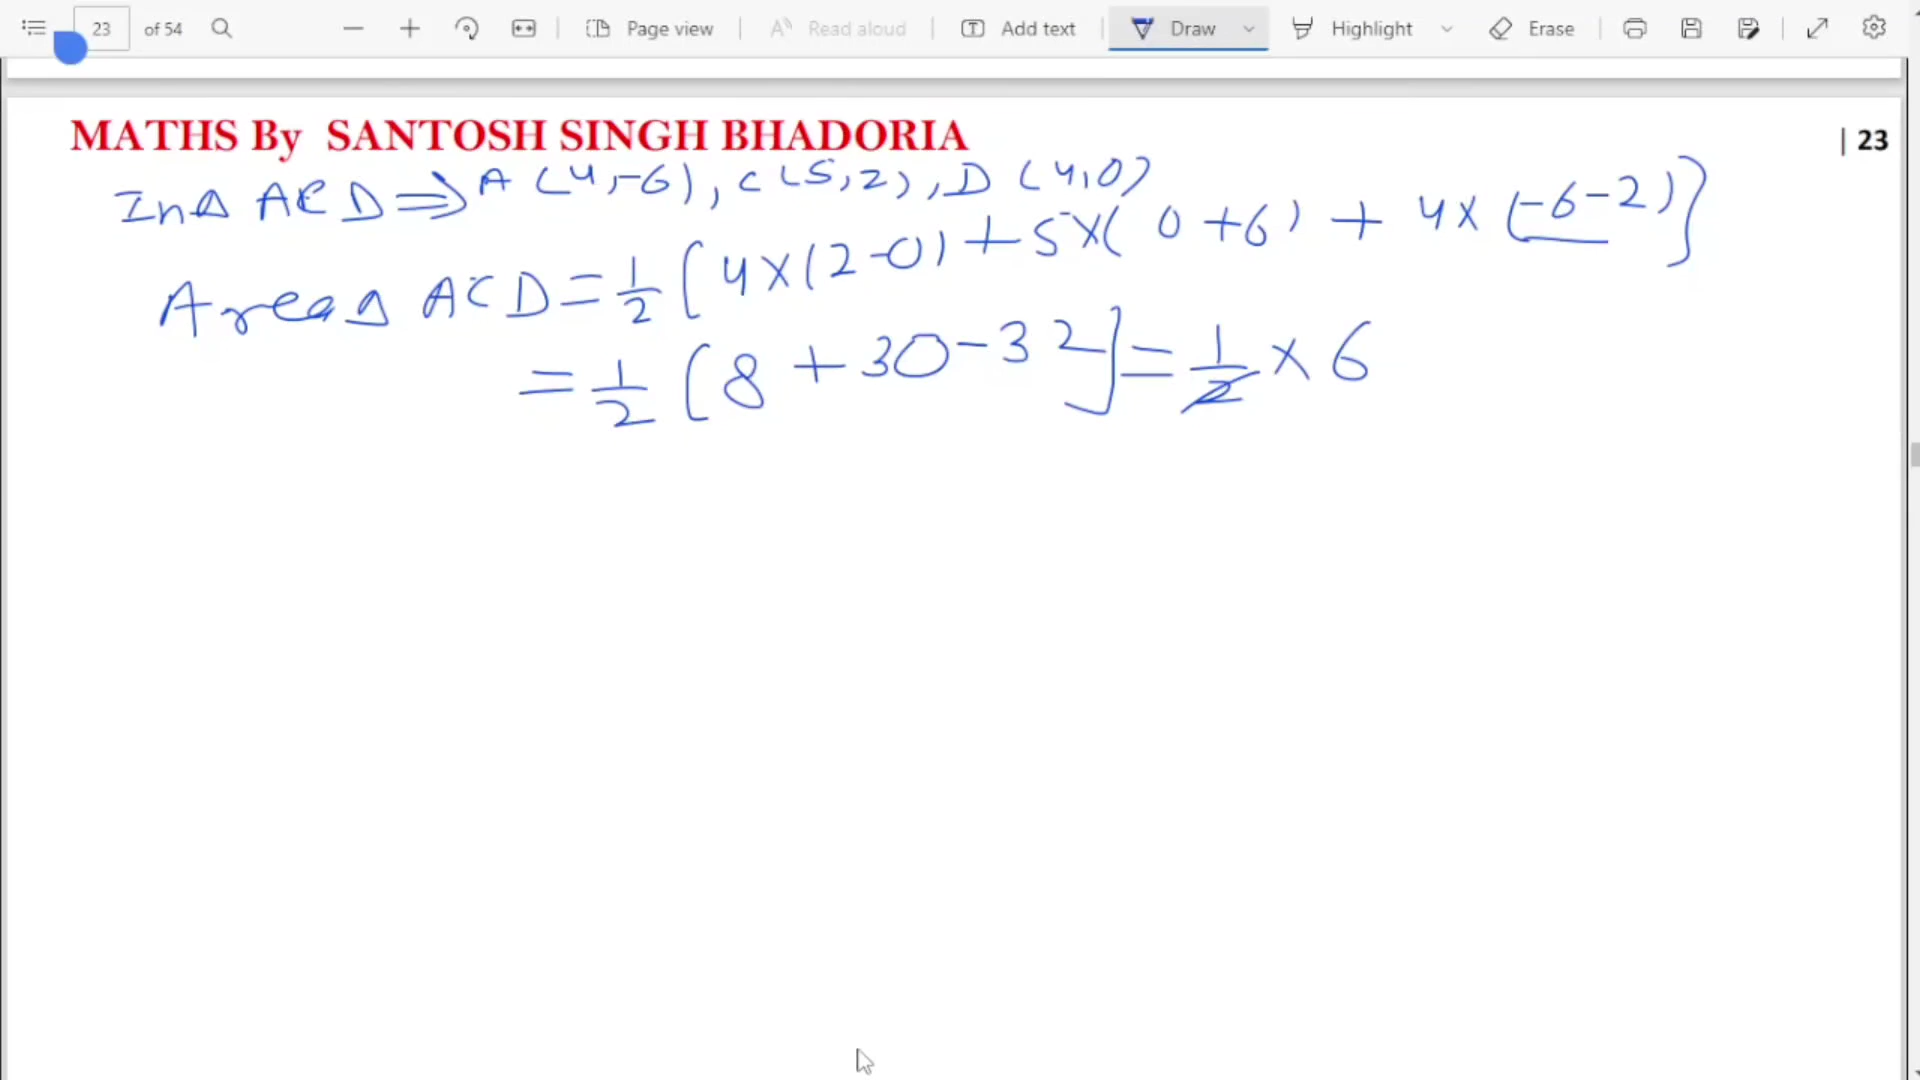 23 of 54 Page view Read aloud Add text Draw Highlight Erase
MATHS By SANTOSH SINGH BHADORIA | 23
In Δ ACD ⇒ A (4,-6), C (5,2), D (4,0)
Area Δ ACD = 1/2 [4×(2-0) + 5×(0+6) + 4×(-6-2)}
= 1/2 [8 + 30 - 32] = 1/2 × 6